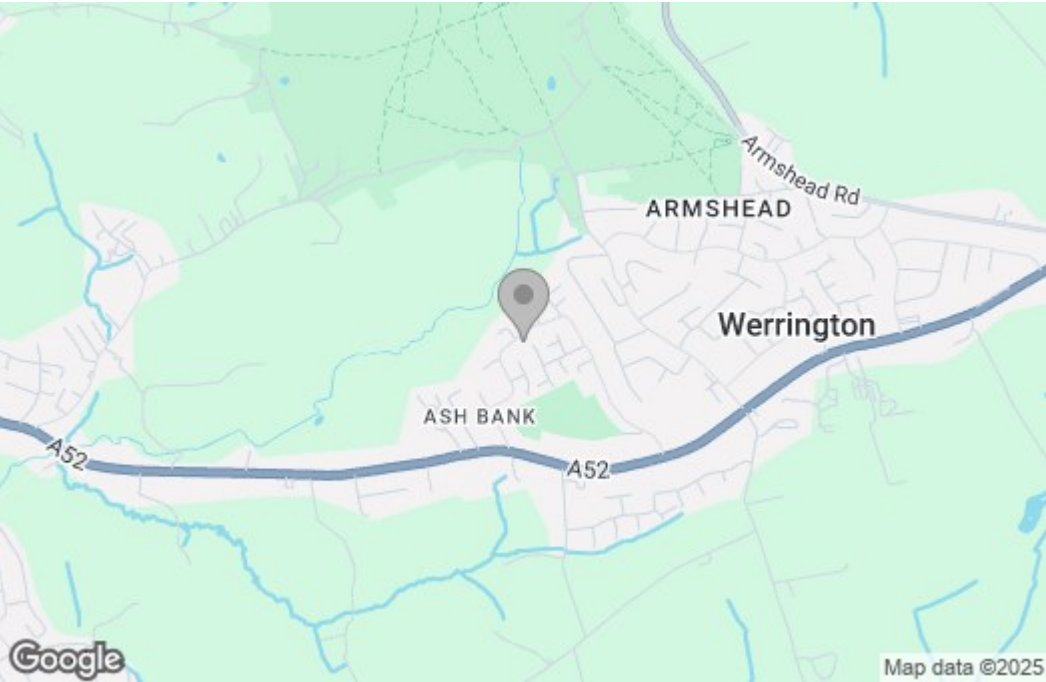 Armshead Rd
ARMSHEAD
Werrington
ASH BANK
A52
A52
Google
Map data ©2025